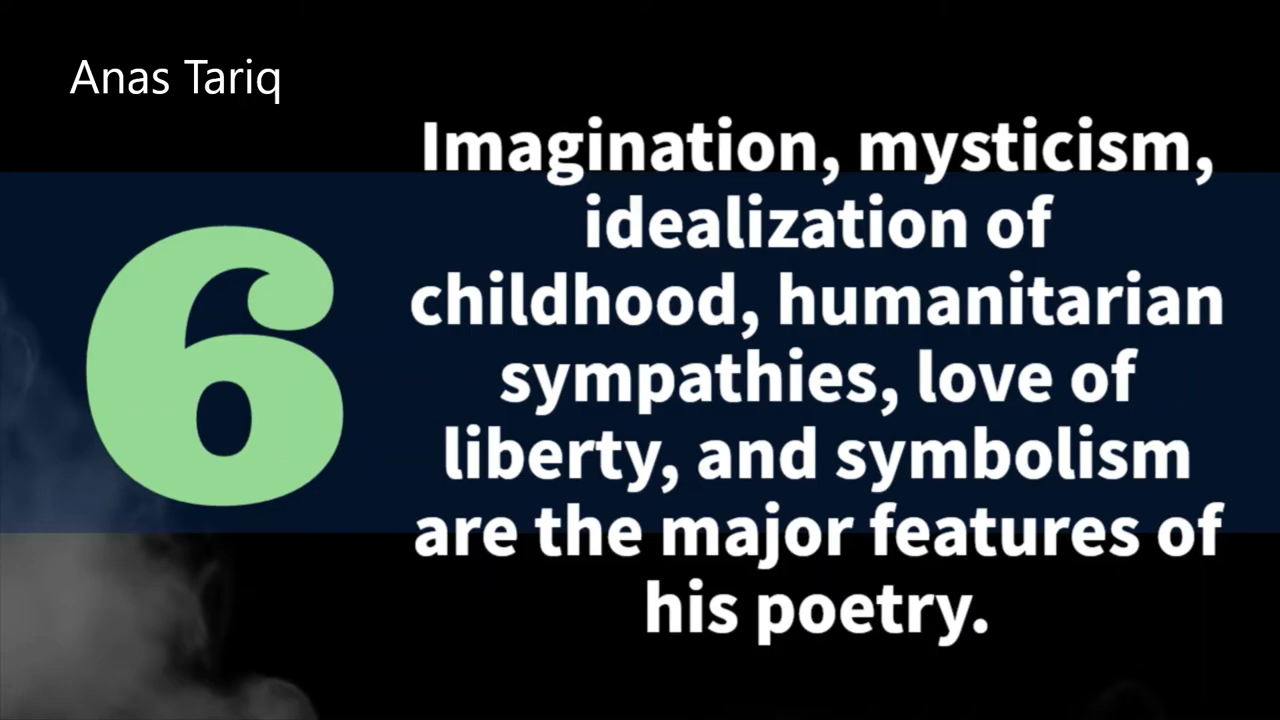 Anas Tariq
6
Imagination, mysticism,
idealization of
childhood, humanitarian
sympathies, love of
liberty, and symbolism
are the major features of
his poetry.